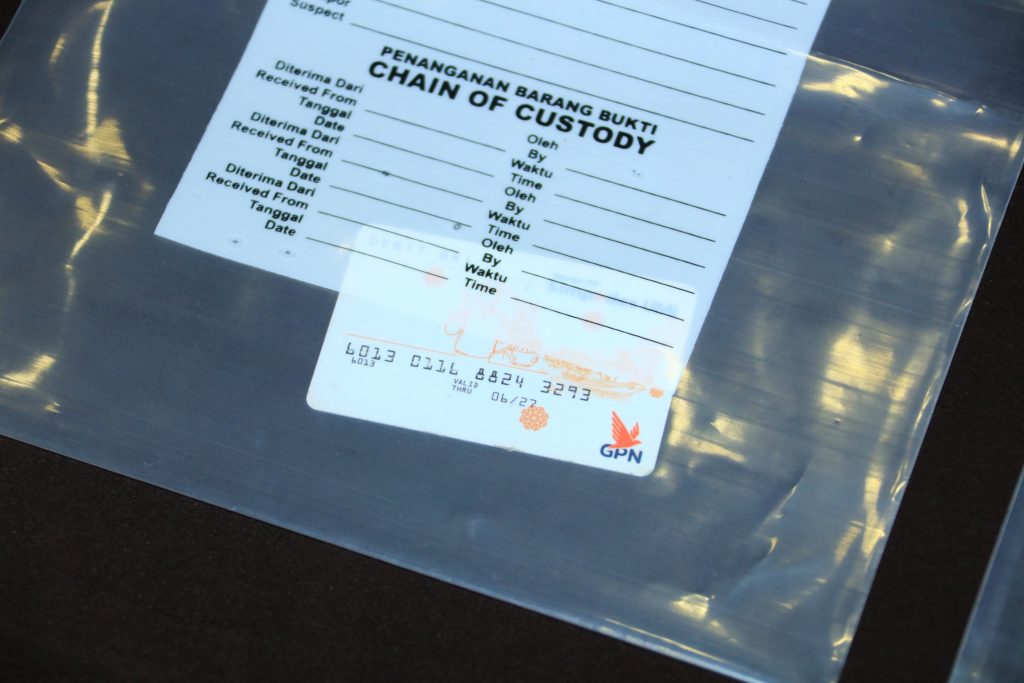 Suspect
PENANGANAN BARANG BUKTI
CHAIN OF CUSTODY
Diterima Dari
Received From
Oleh
By
Tanggal
Date
Waktu
Time
Diterima Dari
Received From
Oleh
By
Tanggal
Date
Waktu
Time
Diterima Dari
Received From
Oleh
By
Tanggal
Date
Waktu
Time
6013 0116 8824 3293
6013
VALID
THRU
06/27
GPN